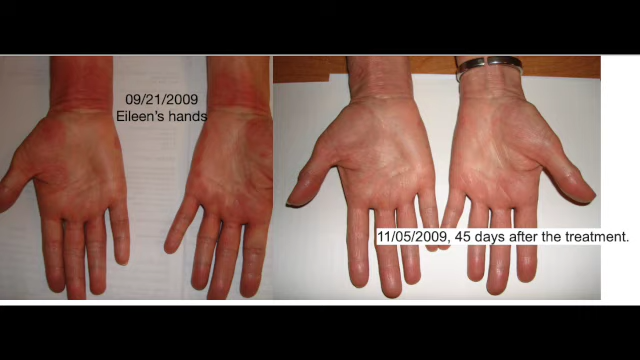 09/21/2009
Eileen's hands
11/05/2009, 45 days after the treatment.